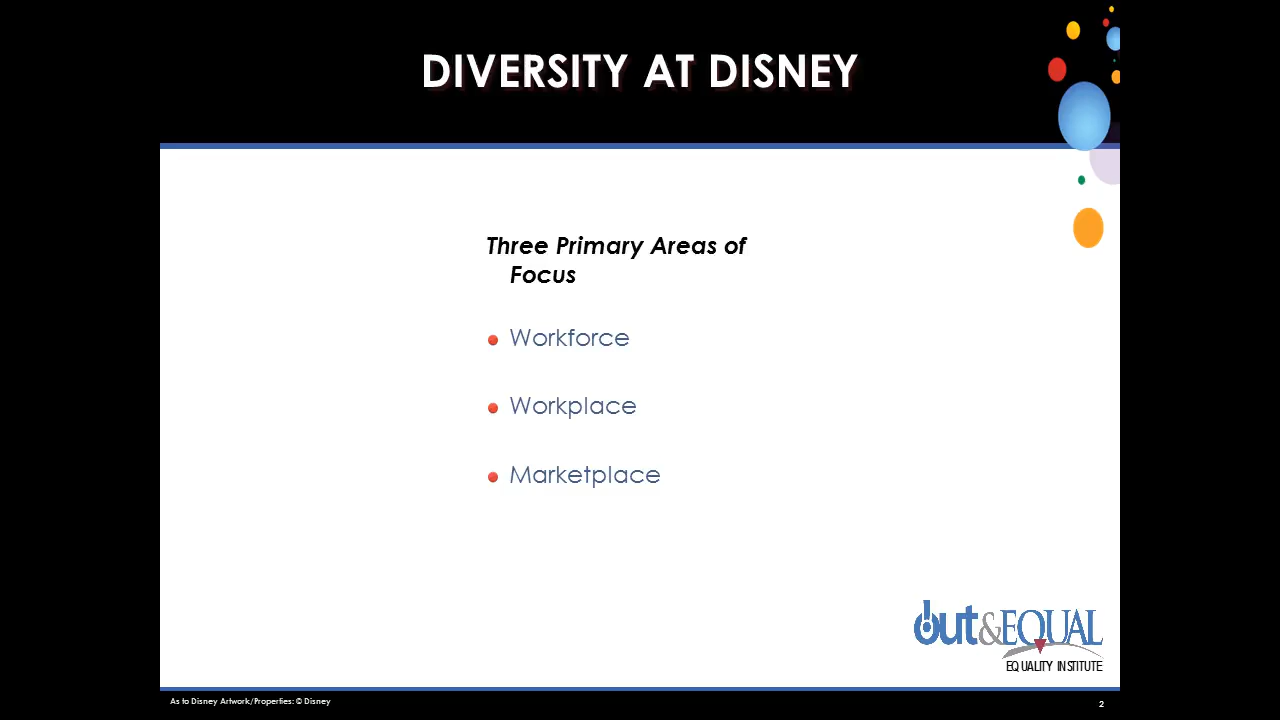 DIVERSITY AT DISNEY
Three Primary Areas of
Focus
Workforce
Workplace
Marketplace
Out&EQUAL
EQUALITY INSTITUTE
As to Disney Artwork/Properties: © Disney
2